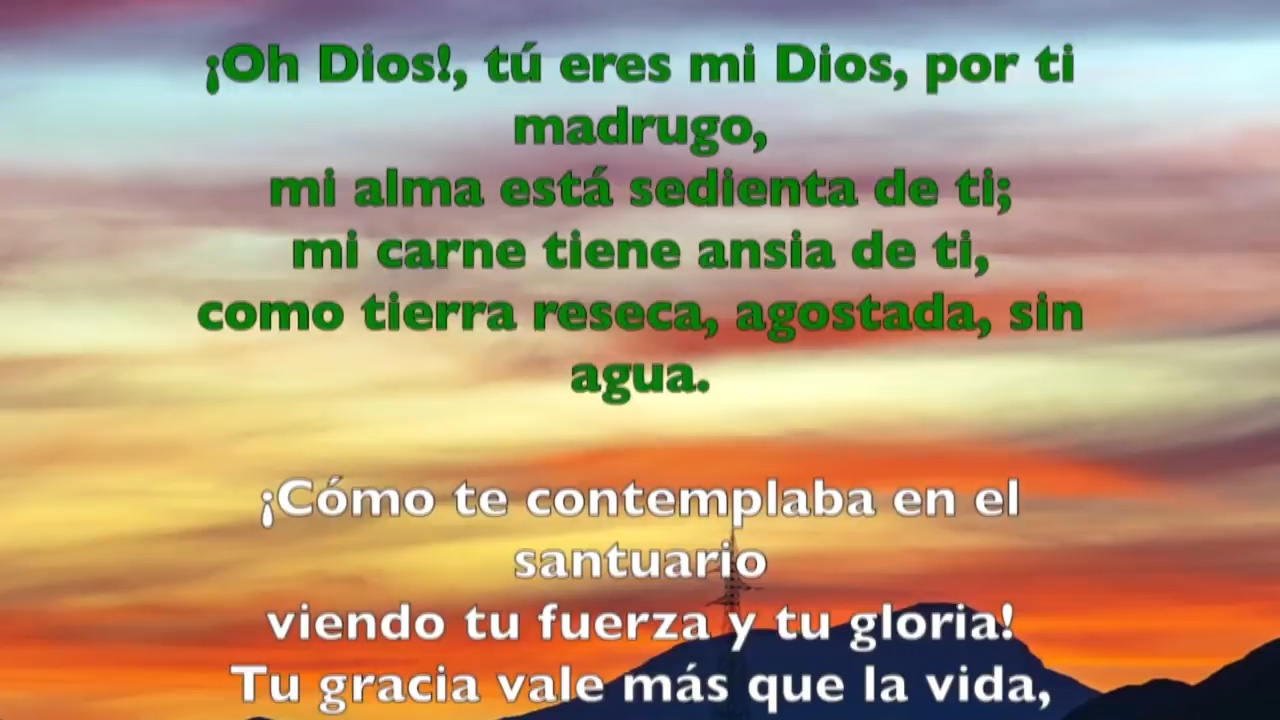 ¡Oh Dios!, tú eres mi Dios, por ti
madrugo,
mi alma está sedienta de ti;
mi carne tiene ansia de ti,
como tierra reseca, agostada, sin
agua.
¡Cómo te contemplaba en el
santuario
viendo tu fuerza y tu gloria!
Tu gracia vale más que la vida,